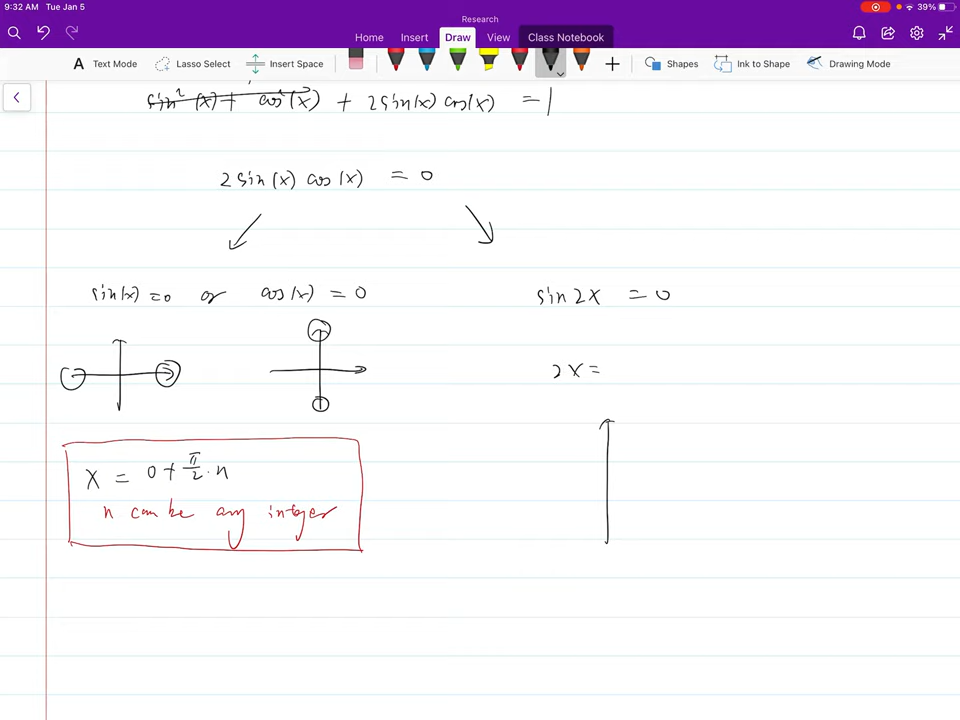 9:32 AM Tue Jan 5
39%
Research
Home Insert Draw View Class Notebook
A Text Mode Lasso Select Insert Space Shapes Ink to Shape Drawing Mode
sin²(x) + cos²(x) + 2sin(x) cos(x) = 1
2 sin(x) cos(x) = 0
sin(x) = 0 or cos(x) = 0
sin 2x = 0
2x =
x = 0 + π/2 · n
n can be any integer